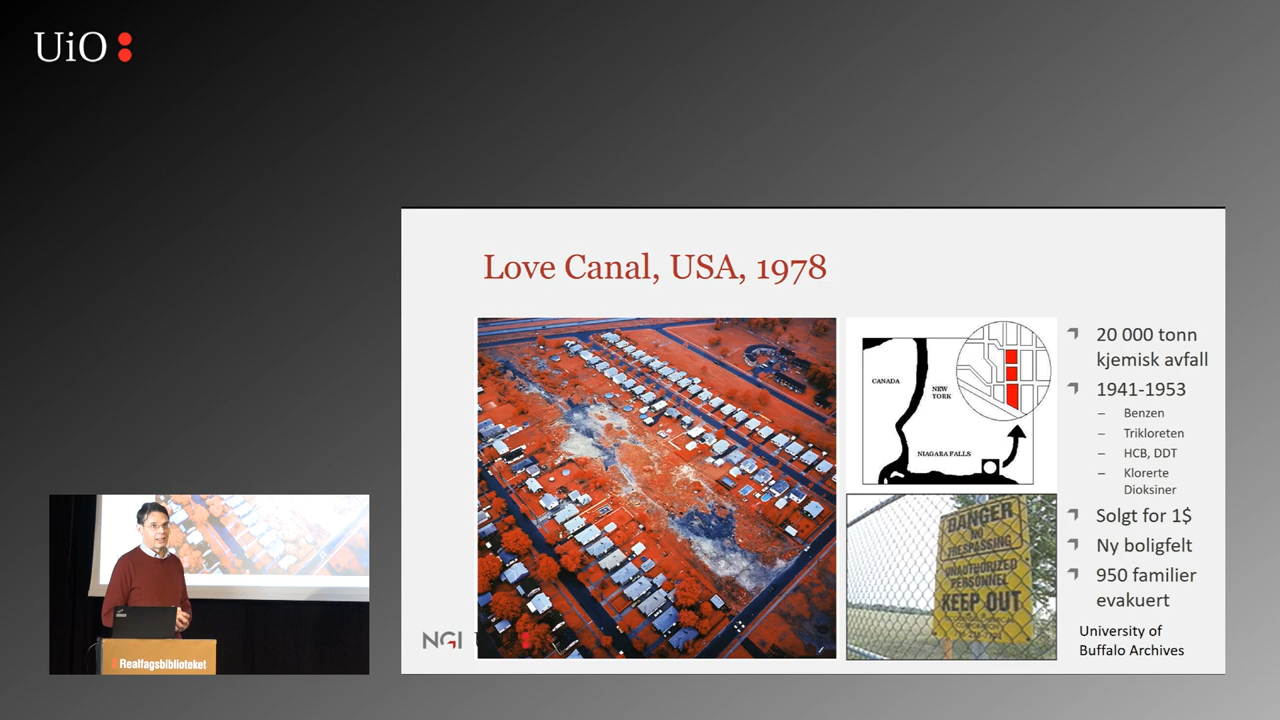 UiO
Love Canal, USA, 1978
CANADA
NEW
YORK
NIAGARA FALLS
DANGER
NO
TRESPASSING
UNAUTHORIZED
PERSONNEL
KEEP OUT
20 000 tonn
kjemisk avfall
1941-1953
– Benzen
– Trikloreten
– HCB, DDT
– Klorerte
Dioksiner
Solgt for 1$
Ny boligfelt
950 familier
evakuert
University of
Buffalo Archives
NGI
Realfagsbiblioteket